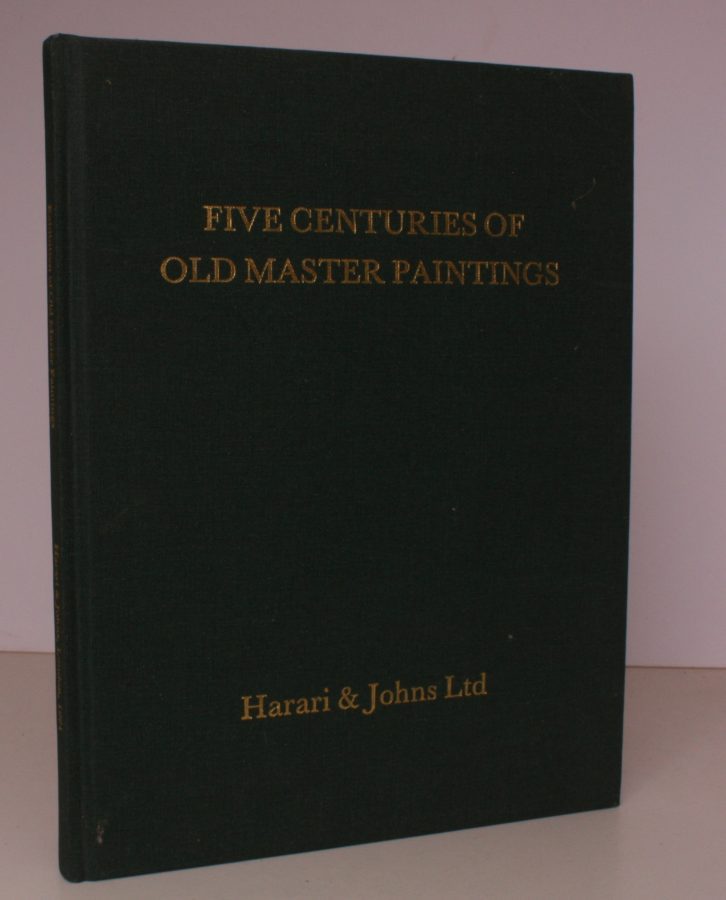 FIVE CENTURIES OF
OLD MASTER PAINTINGS
Harari & Johns Ltd